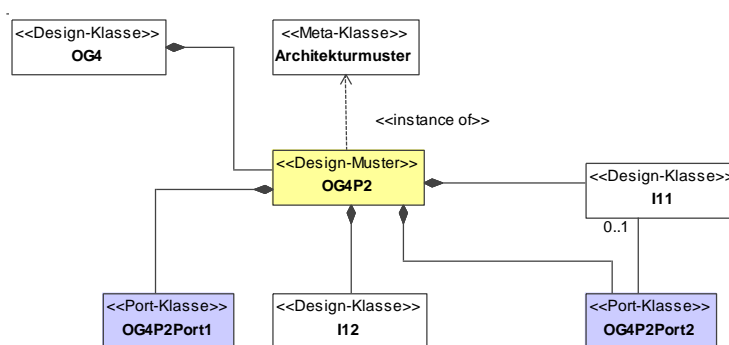 <<Design-Klasse>>
OG4
<<Meta-Klasse>>
Architekturmuster
<<instance of>>
<<Design-Muster>>
OG4P2
<<Design-Klasse>>
I11
0..1
<<Port-Klasse>>
OG4P2Port1
<<Design-Klasse>>
I12
<<Port-Klasse>>
OG4P2Port2